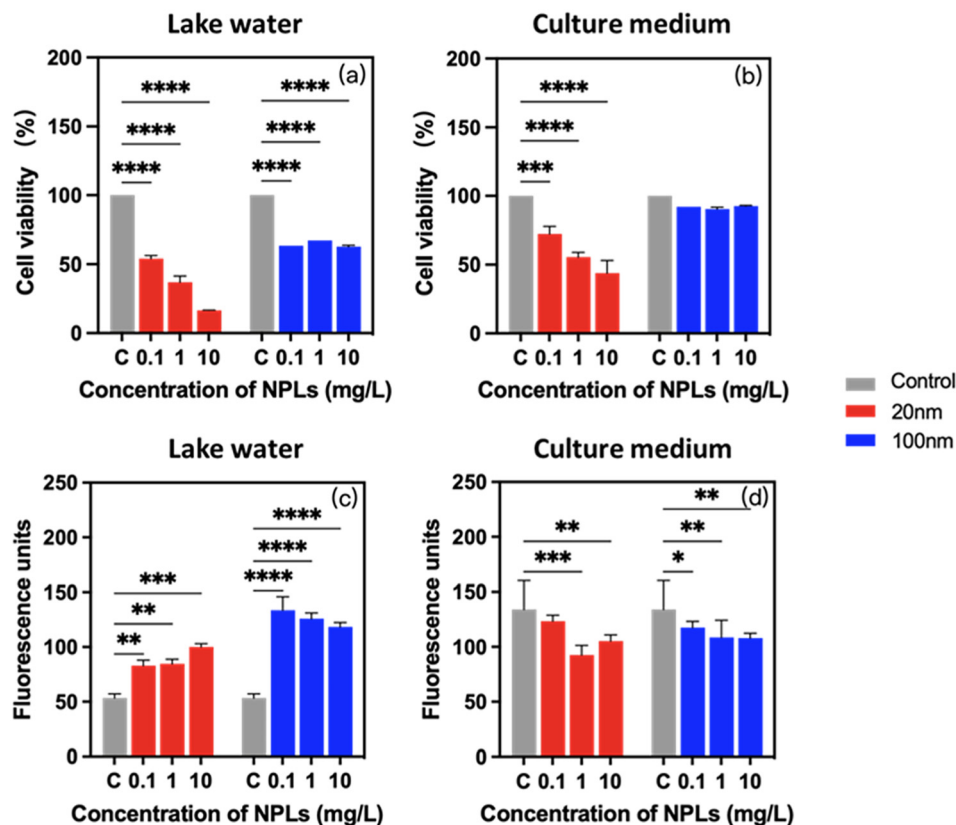 Lake water
(a)
200
150
100
50
0
Cell viability (%)
****
****
****
****
****
****
C 0.1 1 10 C 0.1 1 10
Concentration of NPLs (mg/L)
Culture medium
(b)
200
150
100
50
0
Cell viability (%)
****
****
***
C 0.1 1 10 C 0.1 1 10
Concentration of NPLs (mg/L)
Control
20nm
100nm
Lake water
(c)
250
200
150
100
50
0
Fluorescence units
***
**
**
****
****
****
C 0.1 1 10 C 0.1 1 10
Concentration of NPLs (mg/L)
Culture medium
(d)
250
200
150
100
50
0
Fluorescence units
**
***
**
**
*
C 0.1 1 10 C 0.1 1 10
Concentration of NPLs (mg/L)